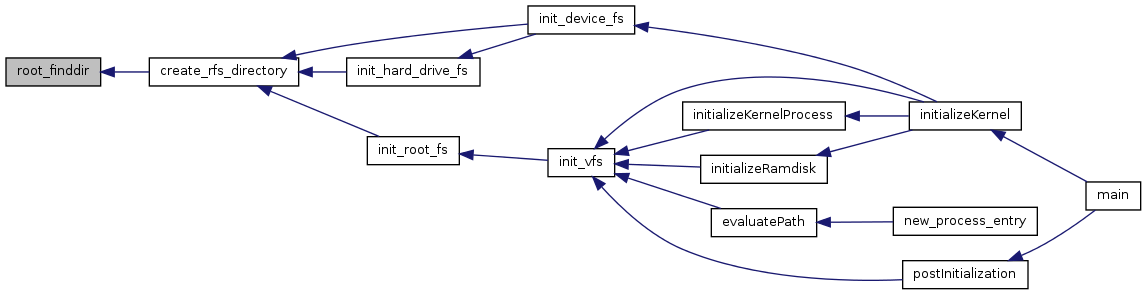 root_finddir
create_rfs_directory
init_device_fs
init_hard_drive_fs
init_root_fs
init_vfs
initializeKernelProcess
initializeKernel
initializeRamdisk
evaluatePath
new_process_entry
postInitialization
main